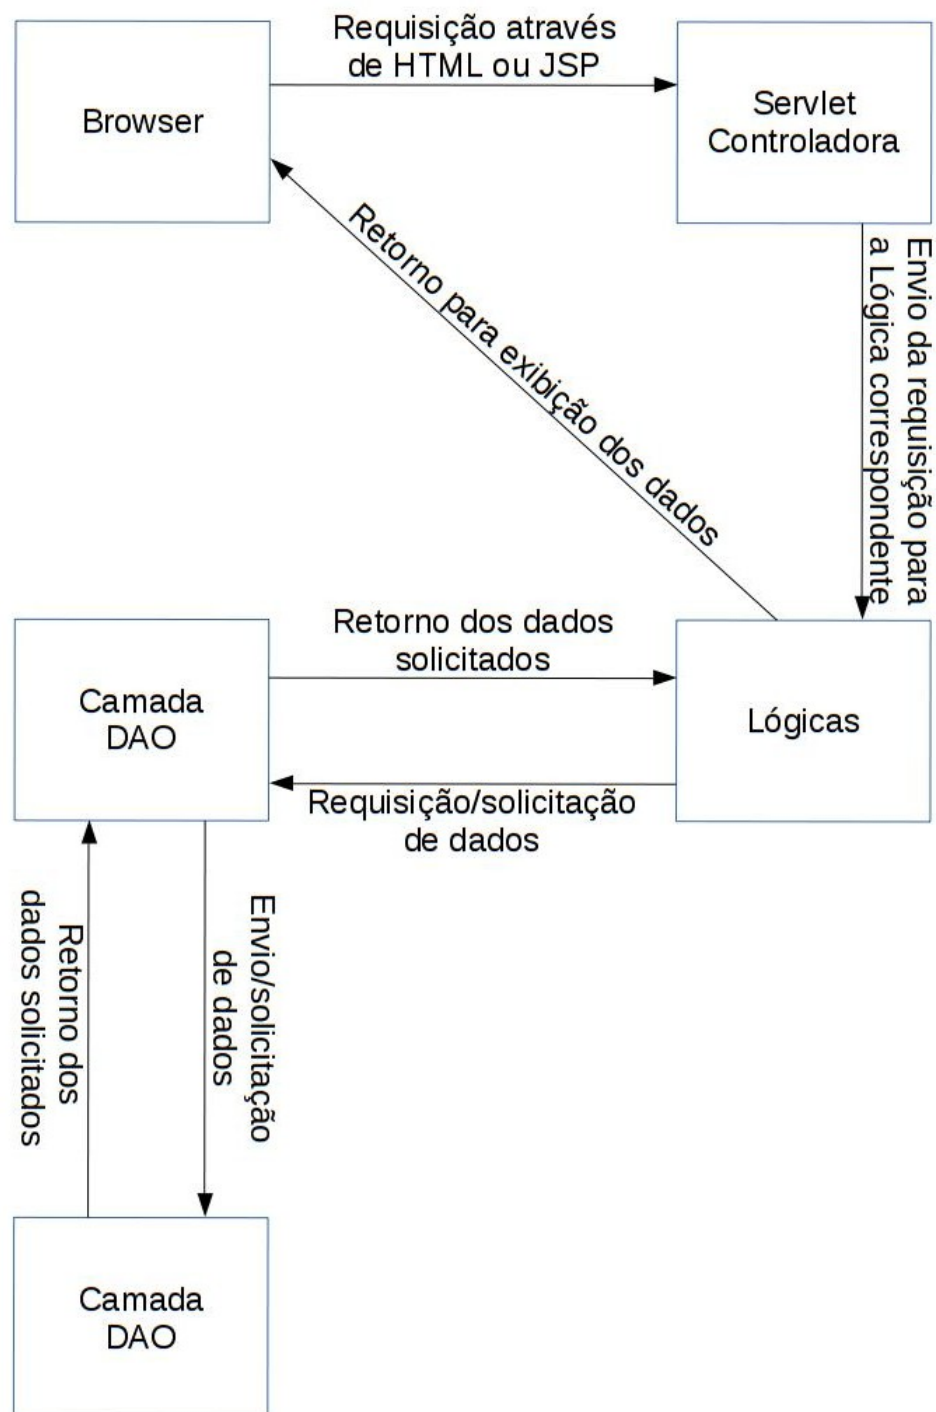 Requisição através
de HTML ou JSP
Browser
Servlet
Controladora
Envio da requisição para
a Lógica correspondente
Retorno para exibição dos dados
Retorno dos dados
solicitados
Camada
DAO
Lógicas
Requisição/solicitação
de dados
Retorno dos
dados solicitados
Envio/solicitação
de dados
Camada
DAO